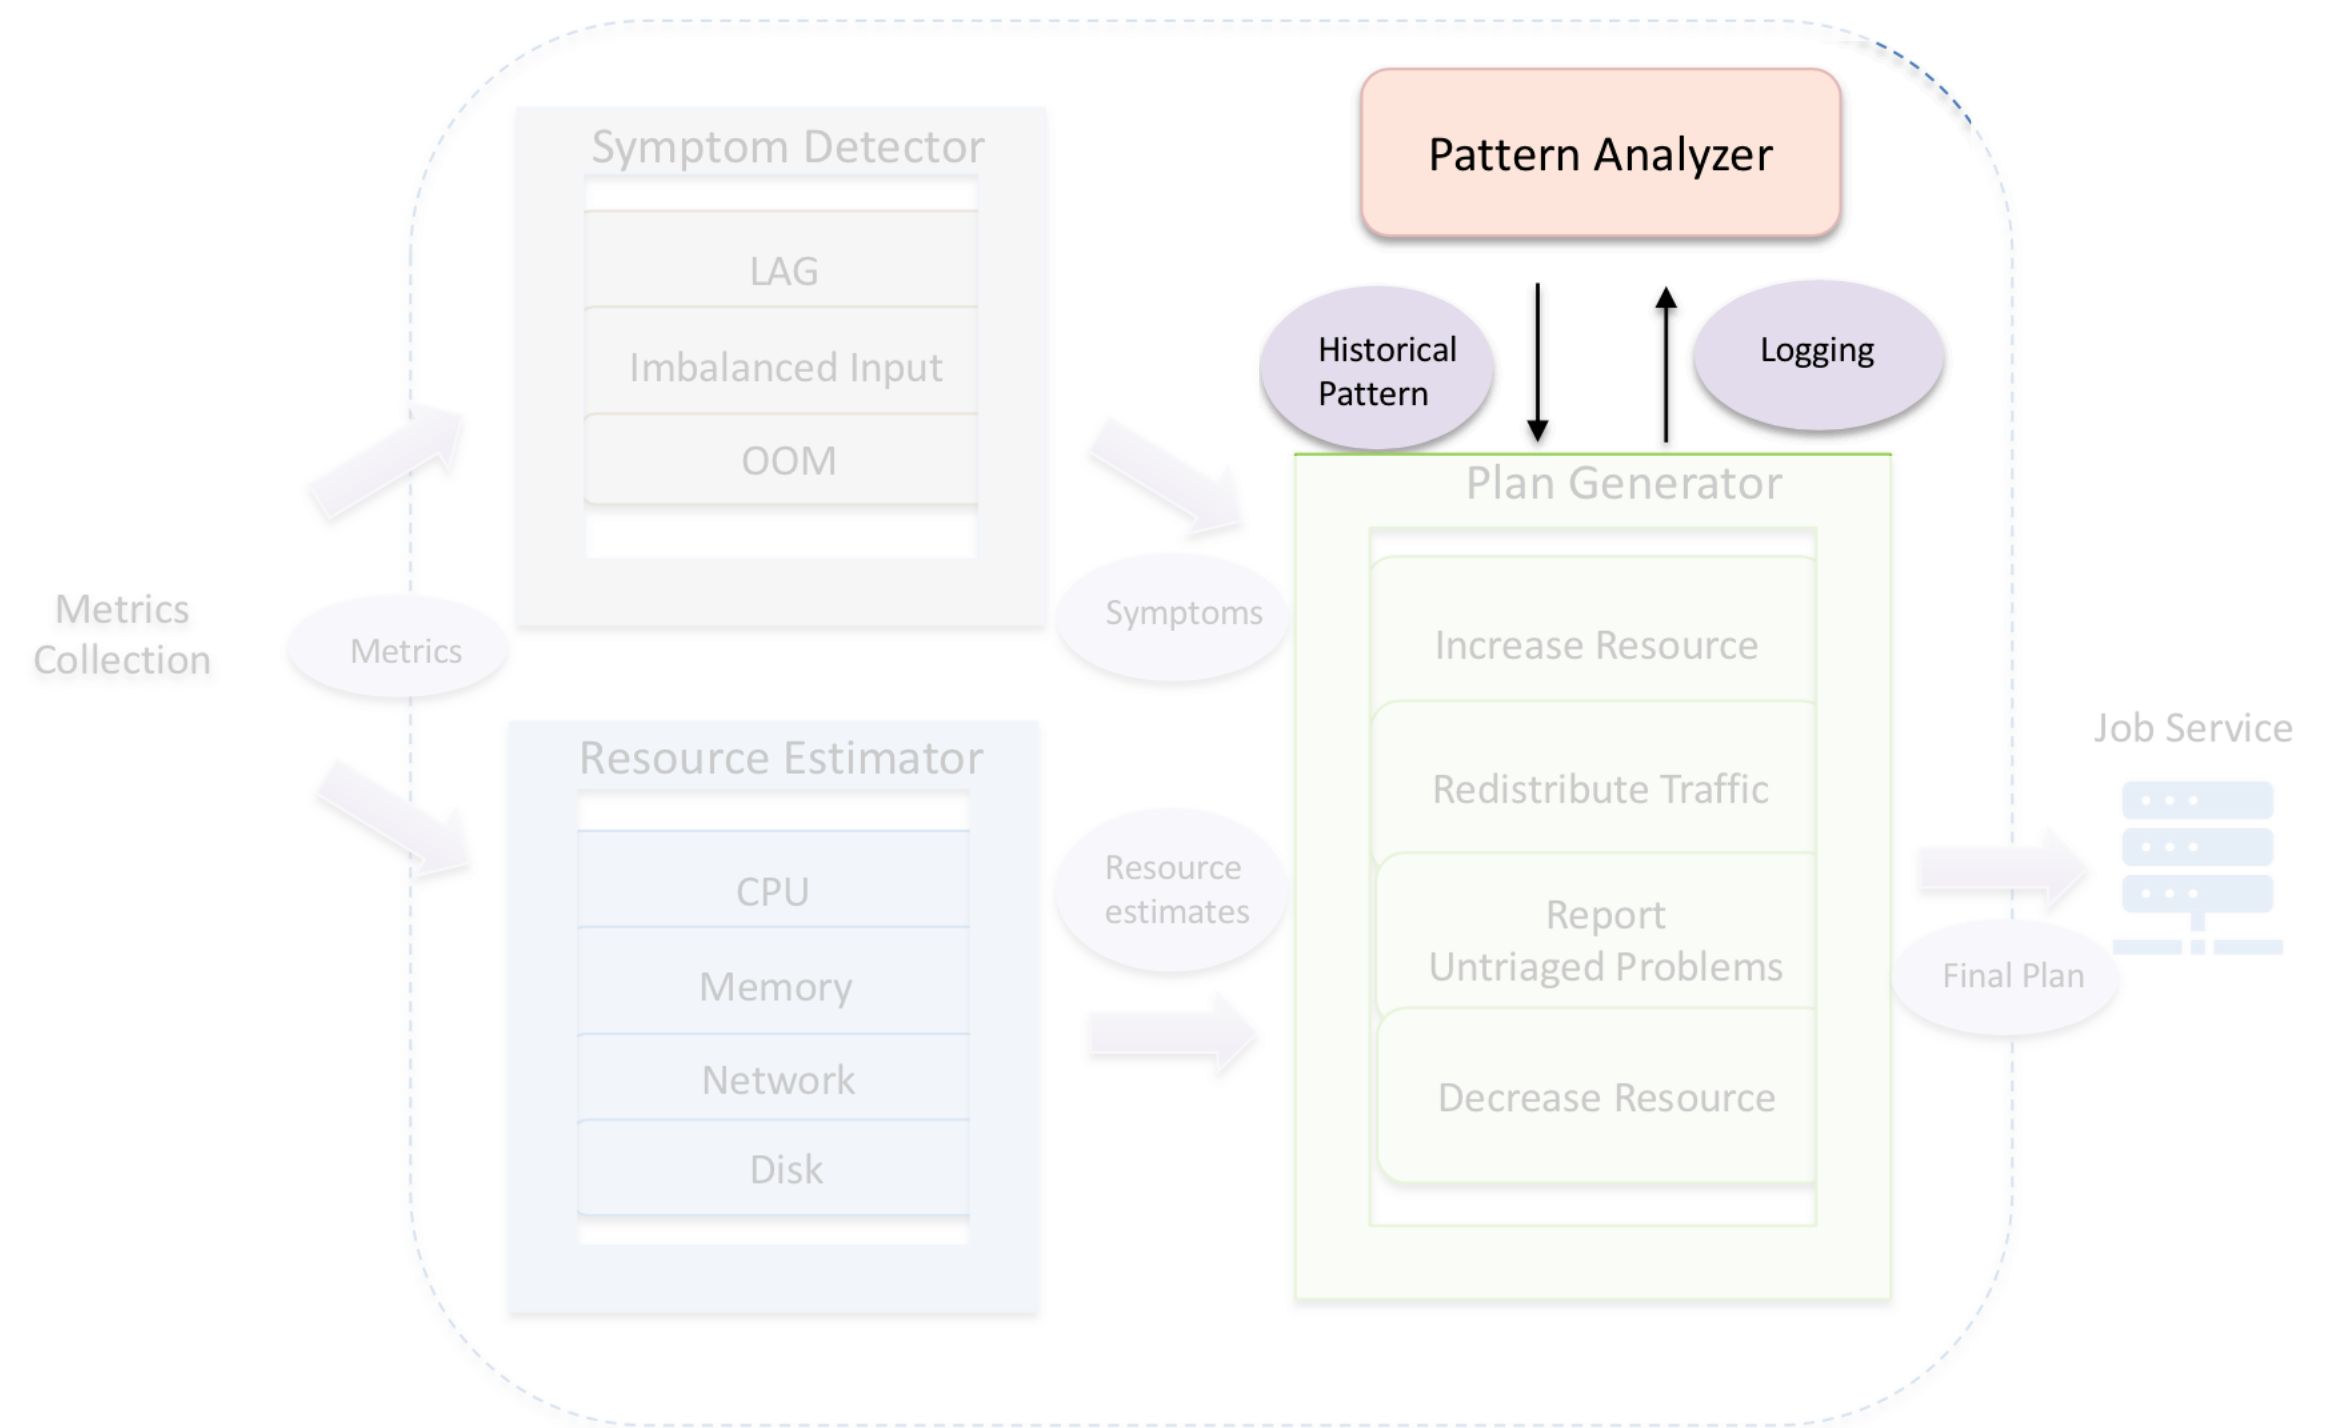 Symptom Detector
LAG
Imbalanced Input
OOM
Pattern Analyzer
Historical
Pattern
Logging
Metrics
Collection
Metrics
Symptoms
Resource Estimator
CPU
Memory
Network
Disk
Resource
estimates
Plan Generator
Increase Resource
Redistribute Traffic
Report
Untriaged Problems
Decrease Resource
Job Service
Final Plan